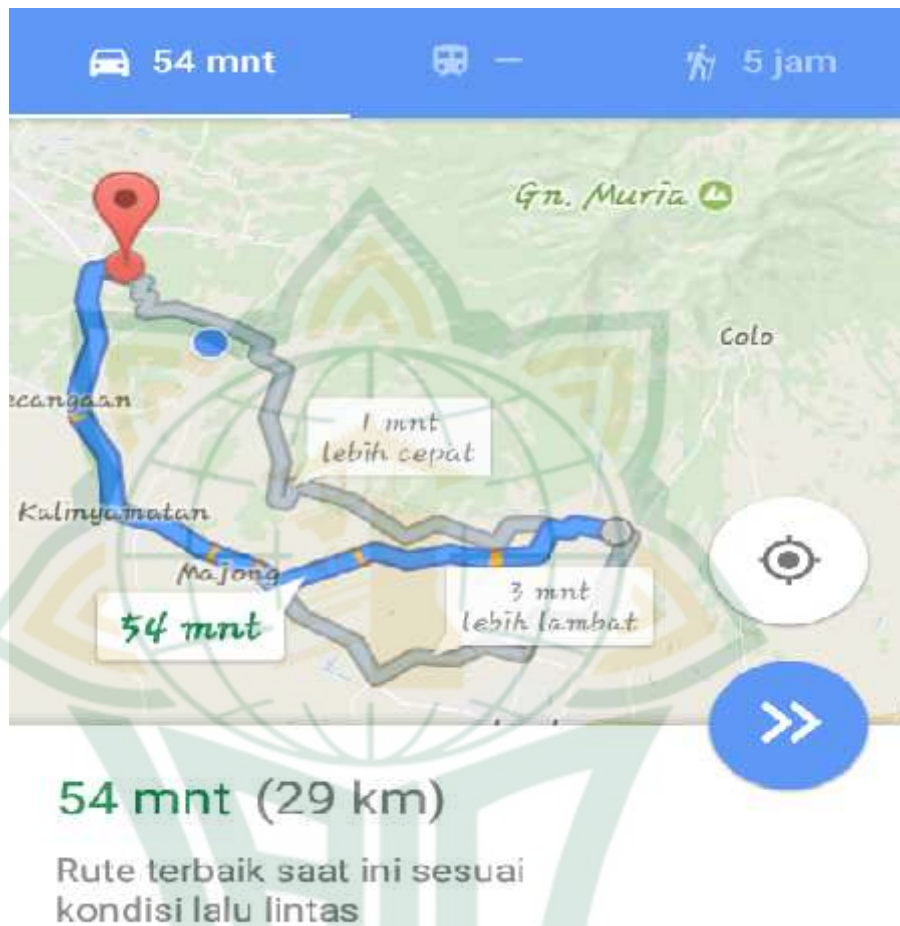 54 mnt
—
5 jam
Gn. Muria
Colo
ecangaan
1 mnt
lebih cepat
Kalinyamatan
Majong
3 mnt
lebih lambat
54 mnt
54 mnt (29 km)
Rute terbaik saat ini sesuai
kondisi lalu lintas